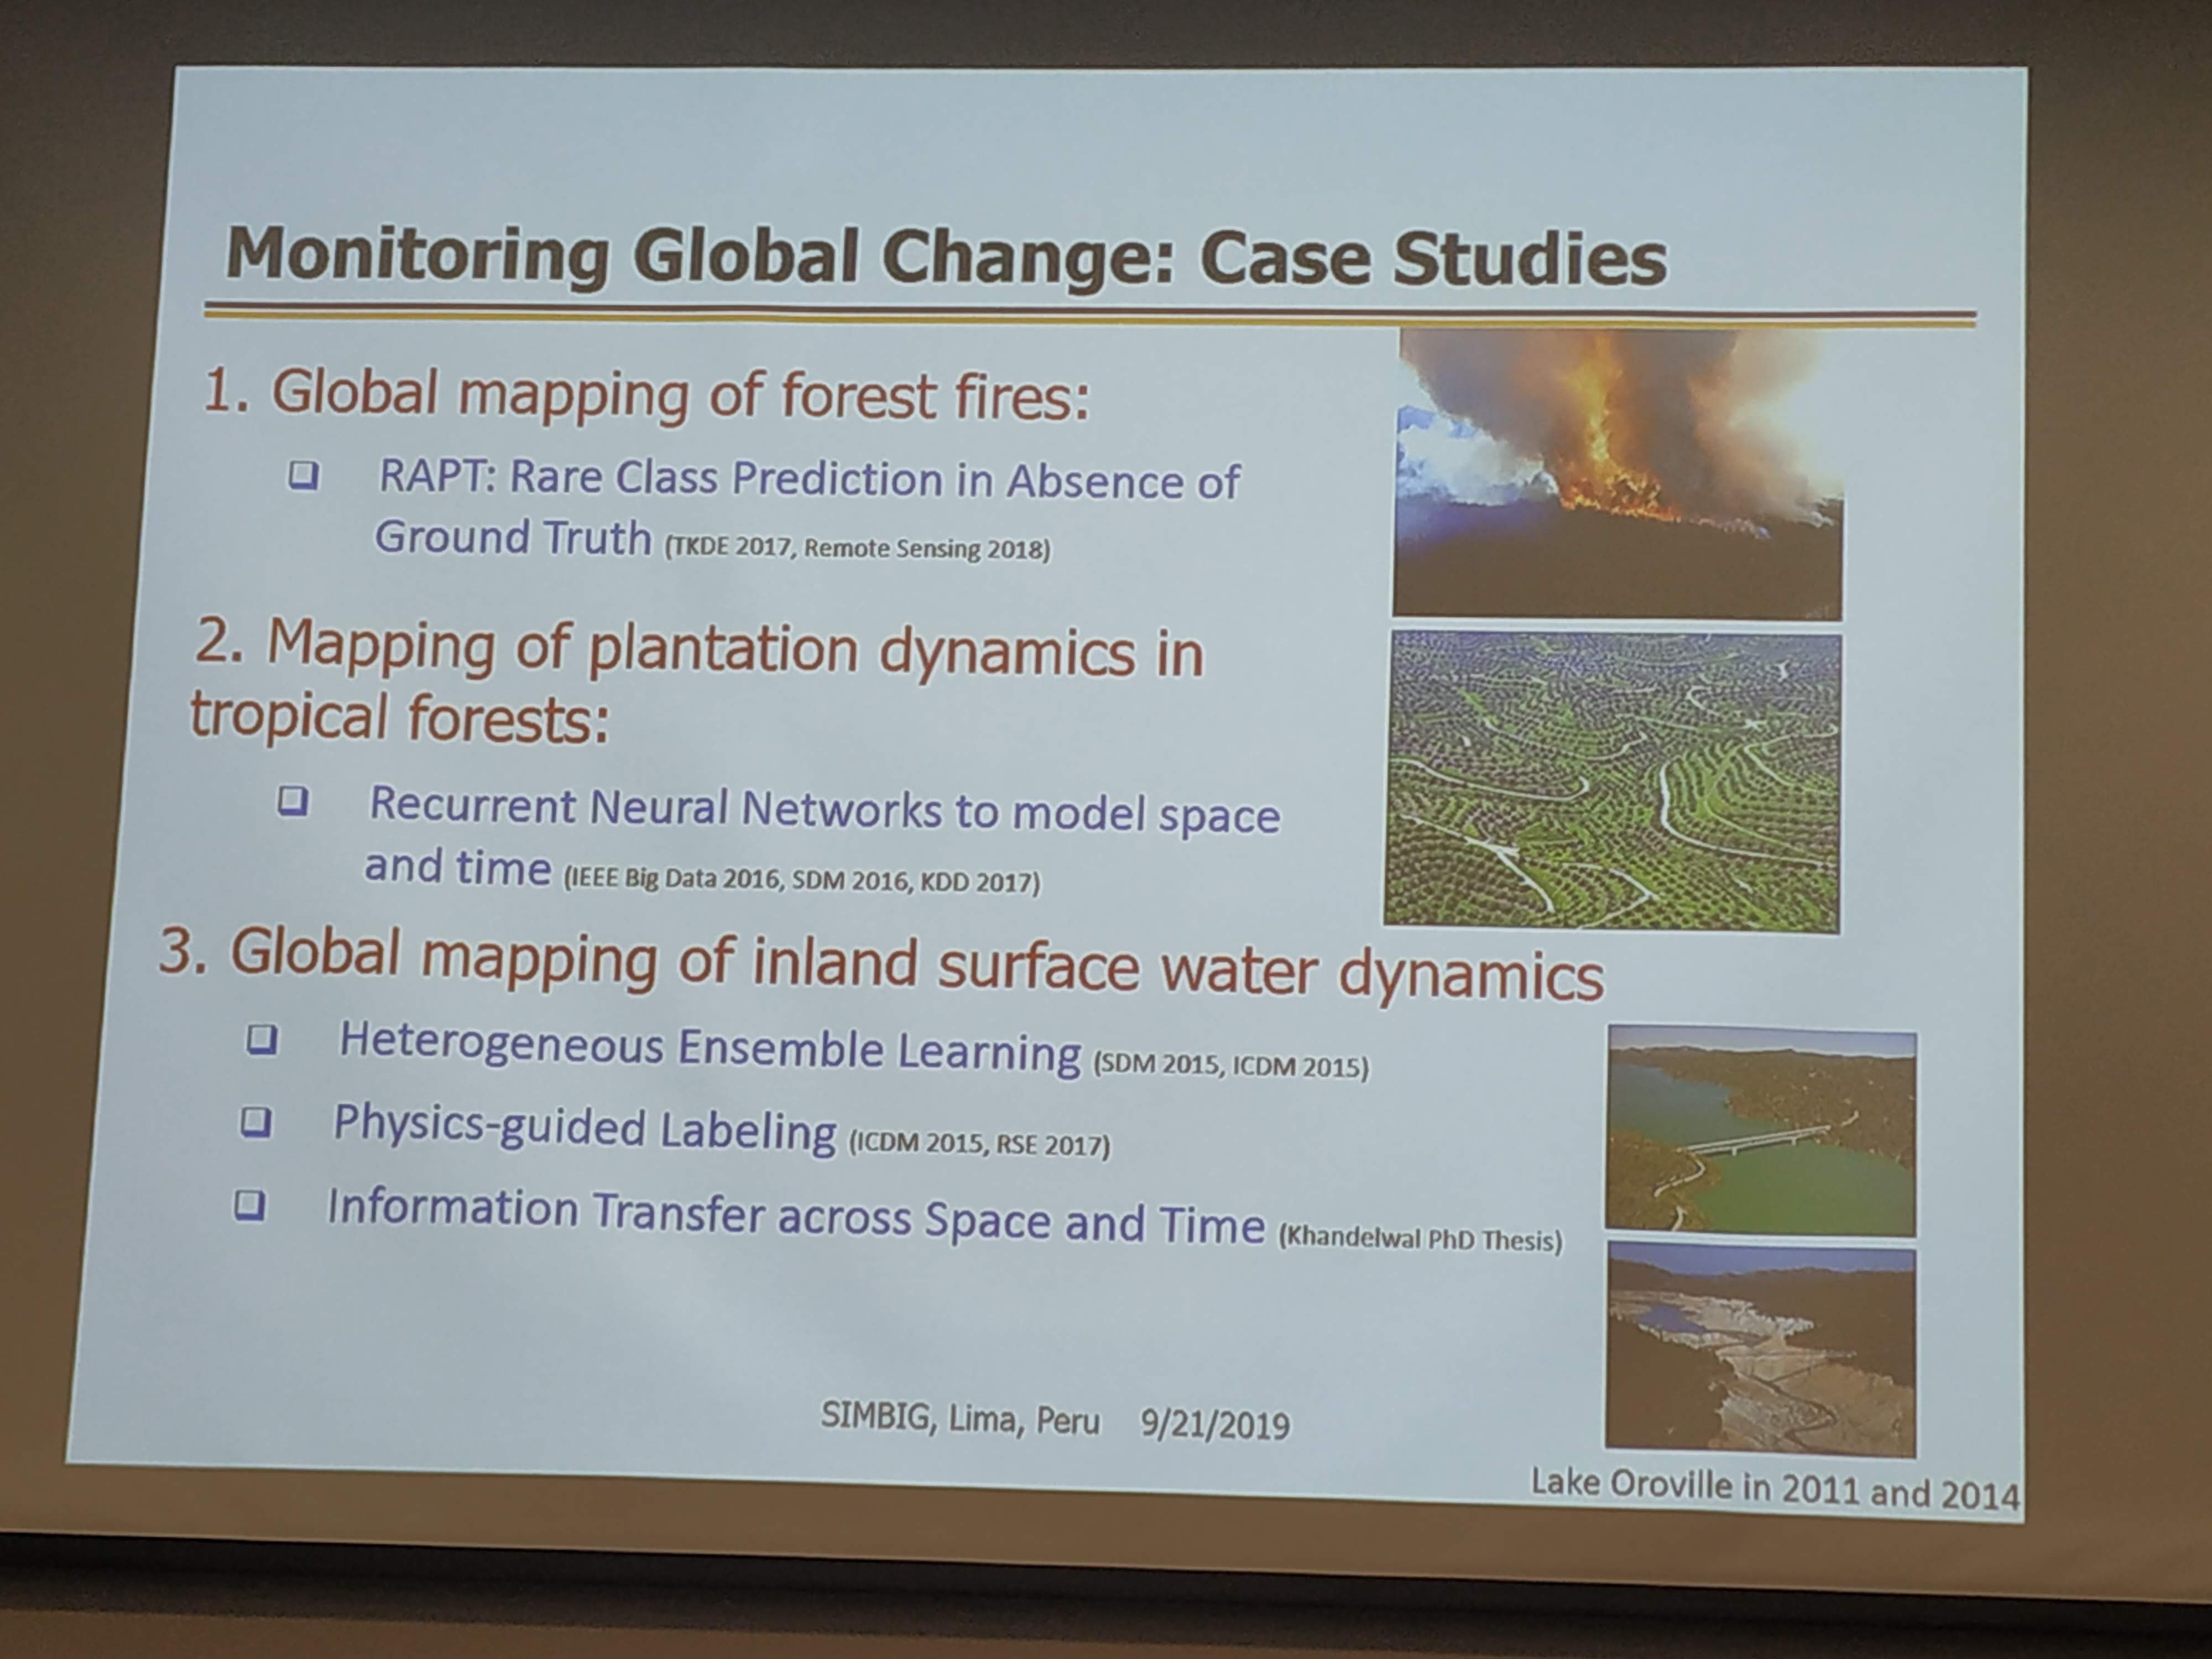 Monitoring Global Change: Case Studies
1. Global mapping of forest fires:
RAPT: Rare Class Prediction in Absence of
Ground Truth (TKDE 2017, Remote Sensing 2018)
2. Mapping of plantation dynamics in
tropical forests:
Recurrent Neural Networks to model space
and time (IEEE Big Data 2016, SDM 2016, KDD 2017)
3. Global mapping of inland surface water dynamics
Heterogeneous Ensemble Learning (SDM 2015, ICDM 2015)
Physics-guided Labeling (ICDM 2015, RSE 2017)
Information Transfer across Space and Time (Khandelwal PhD Thesis)
SIMBIG, Lima, Peru 9/21/2019
Lake Oroville in 2011 and 2014